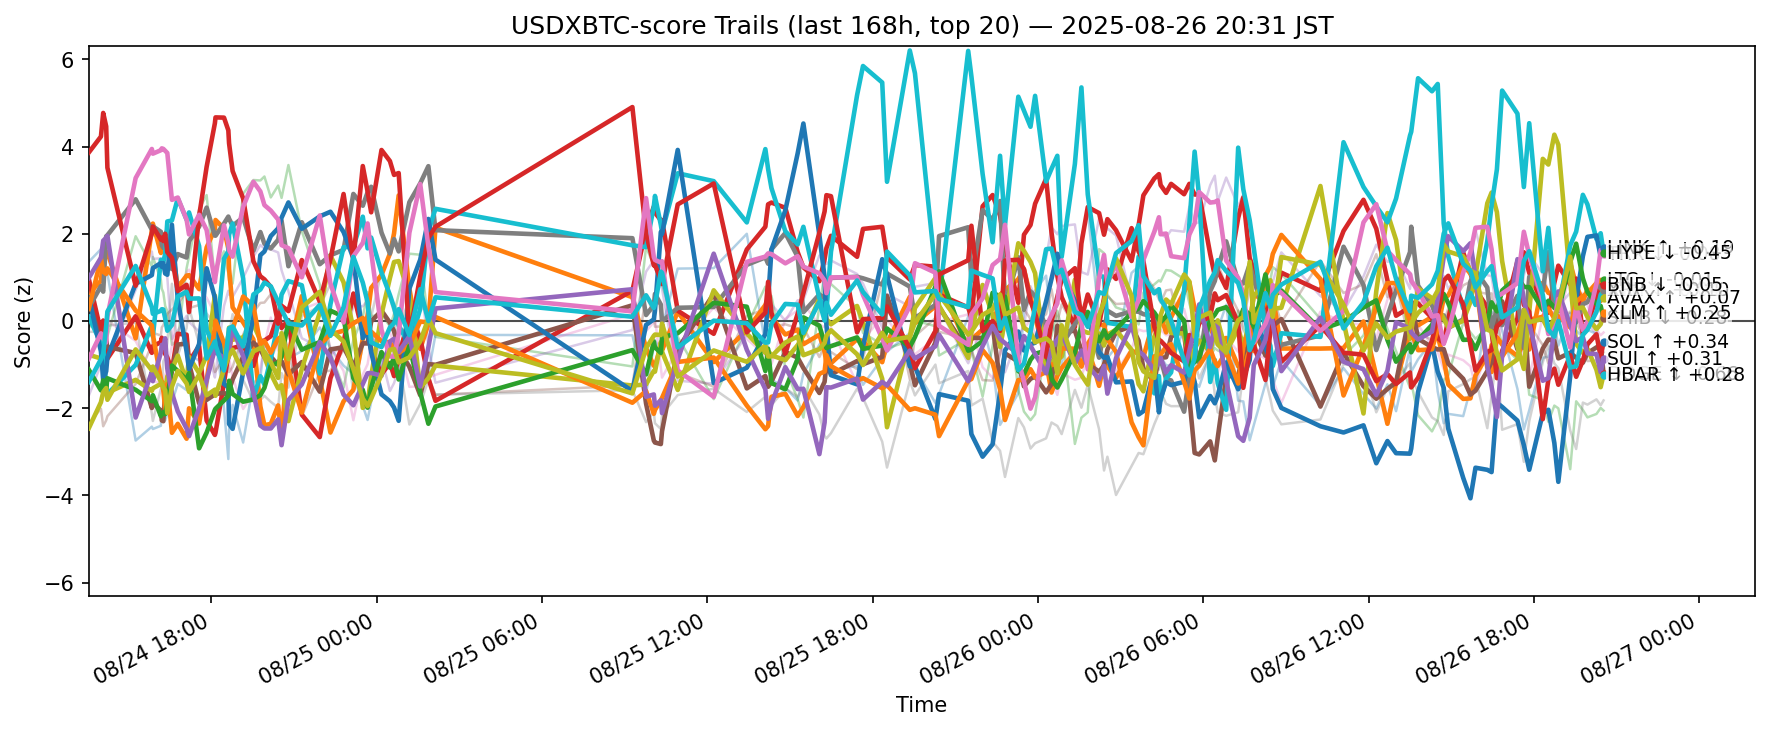 USDXBTC-score Trails (last 168h, top 20) — 2025-08-26 20:31 JST
Score (z)
6
4
2
0
−2
−4
−6
HYPE ↓ -0.45
BNB ↓ -0.05
AVAX ↑ +0.07
XLM ↑ +0.25
SOL ↑ +0.34
SUI ↑ +0.31
HBAR ↑ +0.28
08/24 18:00
08/25 00:00
08/25 06:00
08/25 12:00
08/25 18:00
08/26 00:00
08/26 06:00
08/26 12:00
08/26 18:00
08/27 00:00
Time